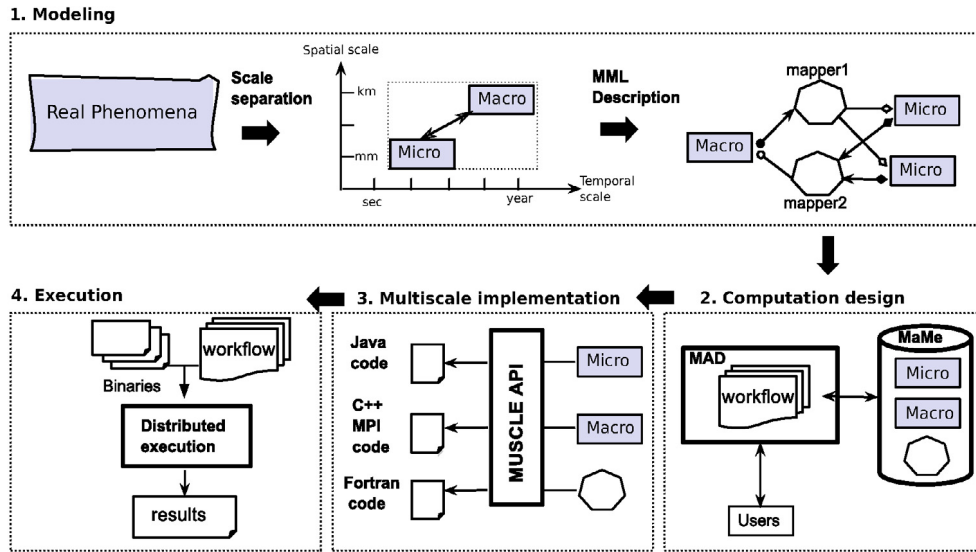 1. Modeling
Spatial scale
Real Phenomena
Scale
separation
km
mm
Macro
Micro
sec
year
Temporal
scale
MML
Description
mapper1
Macro
Micro
Micro
mapper2
2. Computation design
MAD
workflow
Users
MaMe
Micro
Macro
3. Multiscale implementation
Java
code
C++
MPI
code
Fortran
code
MUSCLE API
Micro
Macro
4. Execution
Binaries
workflow
Distributed
execution
results